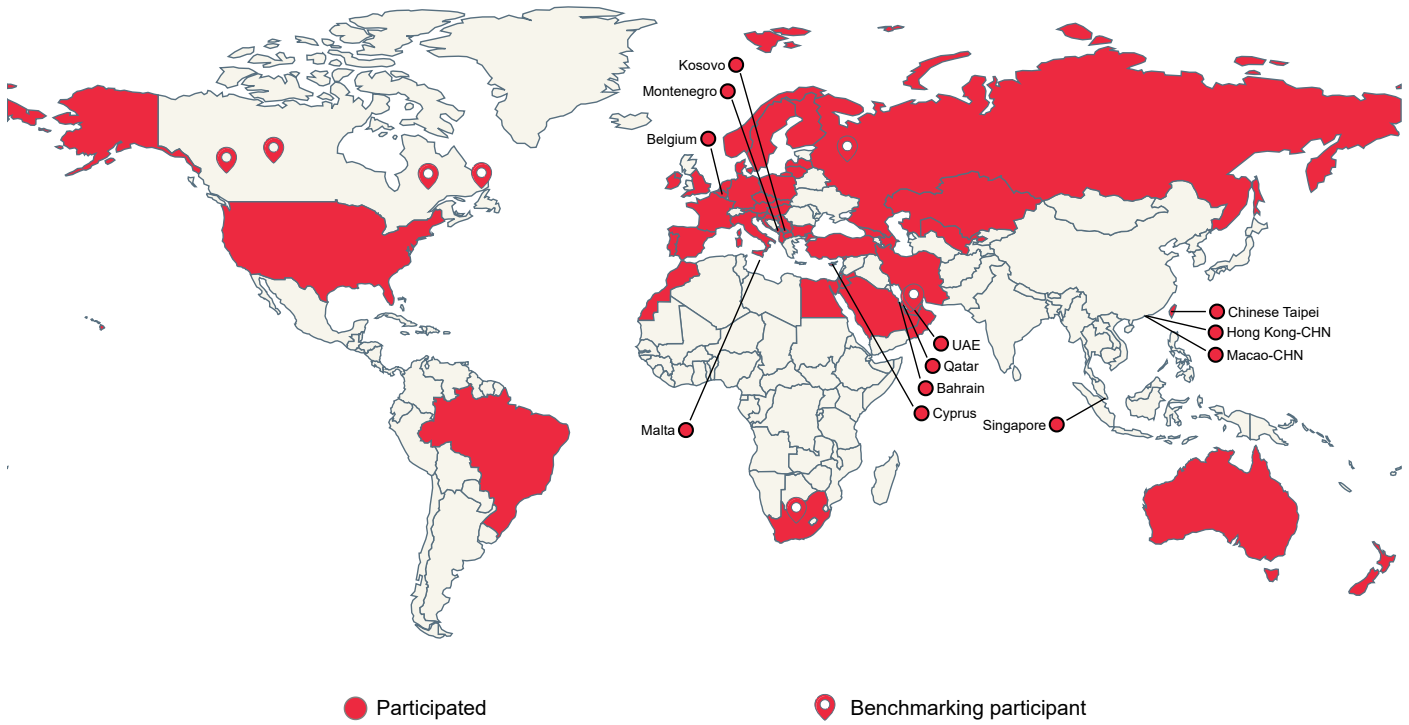 Kosovo
Montenegro
Belgium
Chinese Taipei
Hong Kong-CHN
UAE
Macao-CHN
Qatar
Bahrain
Cyprus
Singapore
Malta
Participated
Benchmarking participant